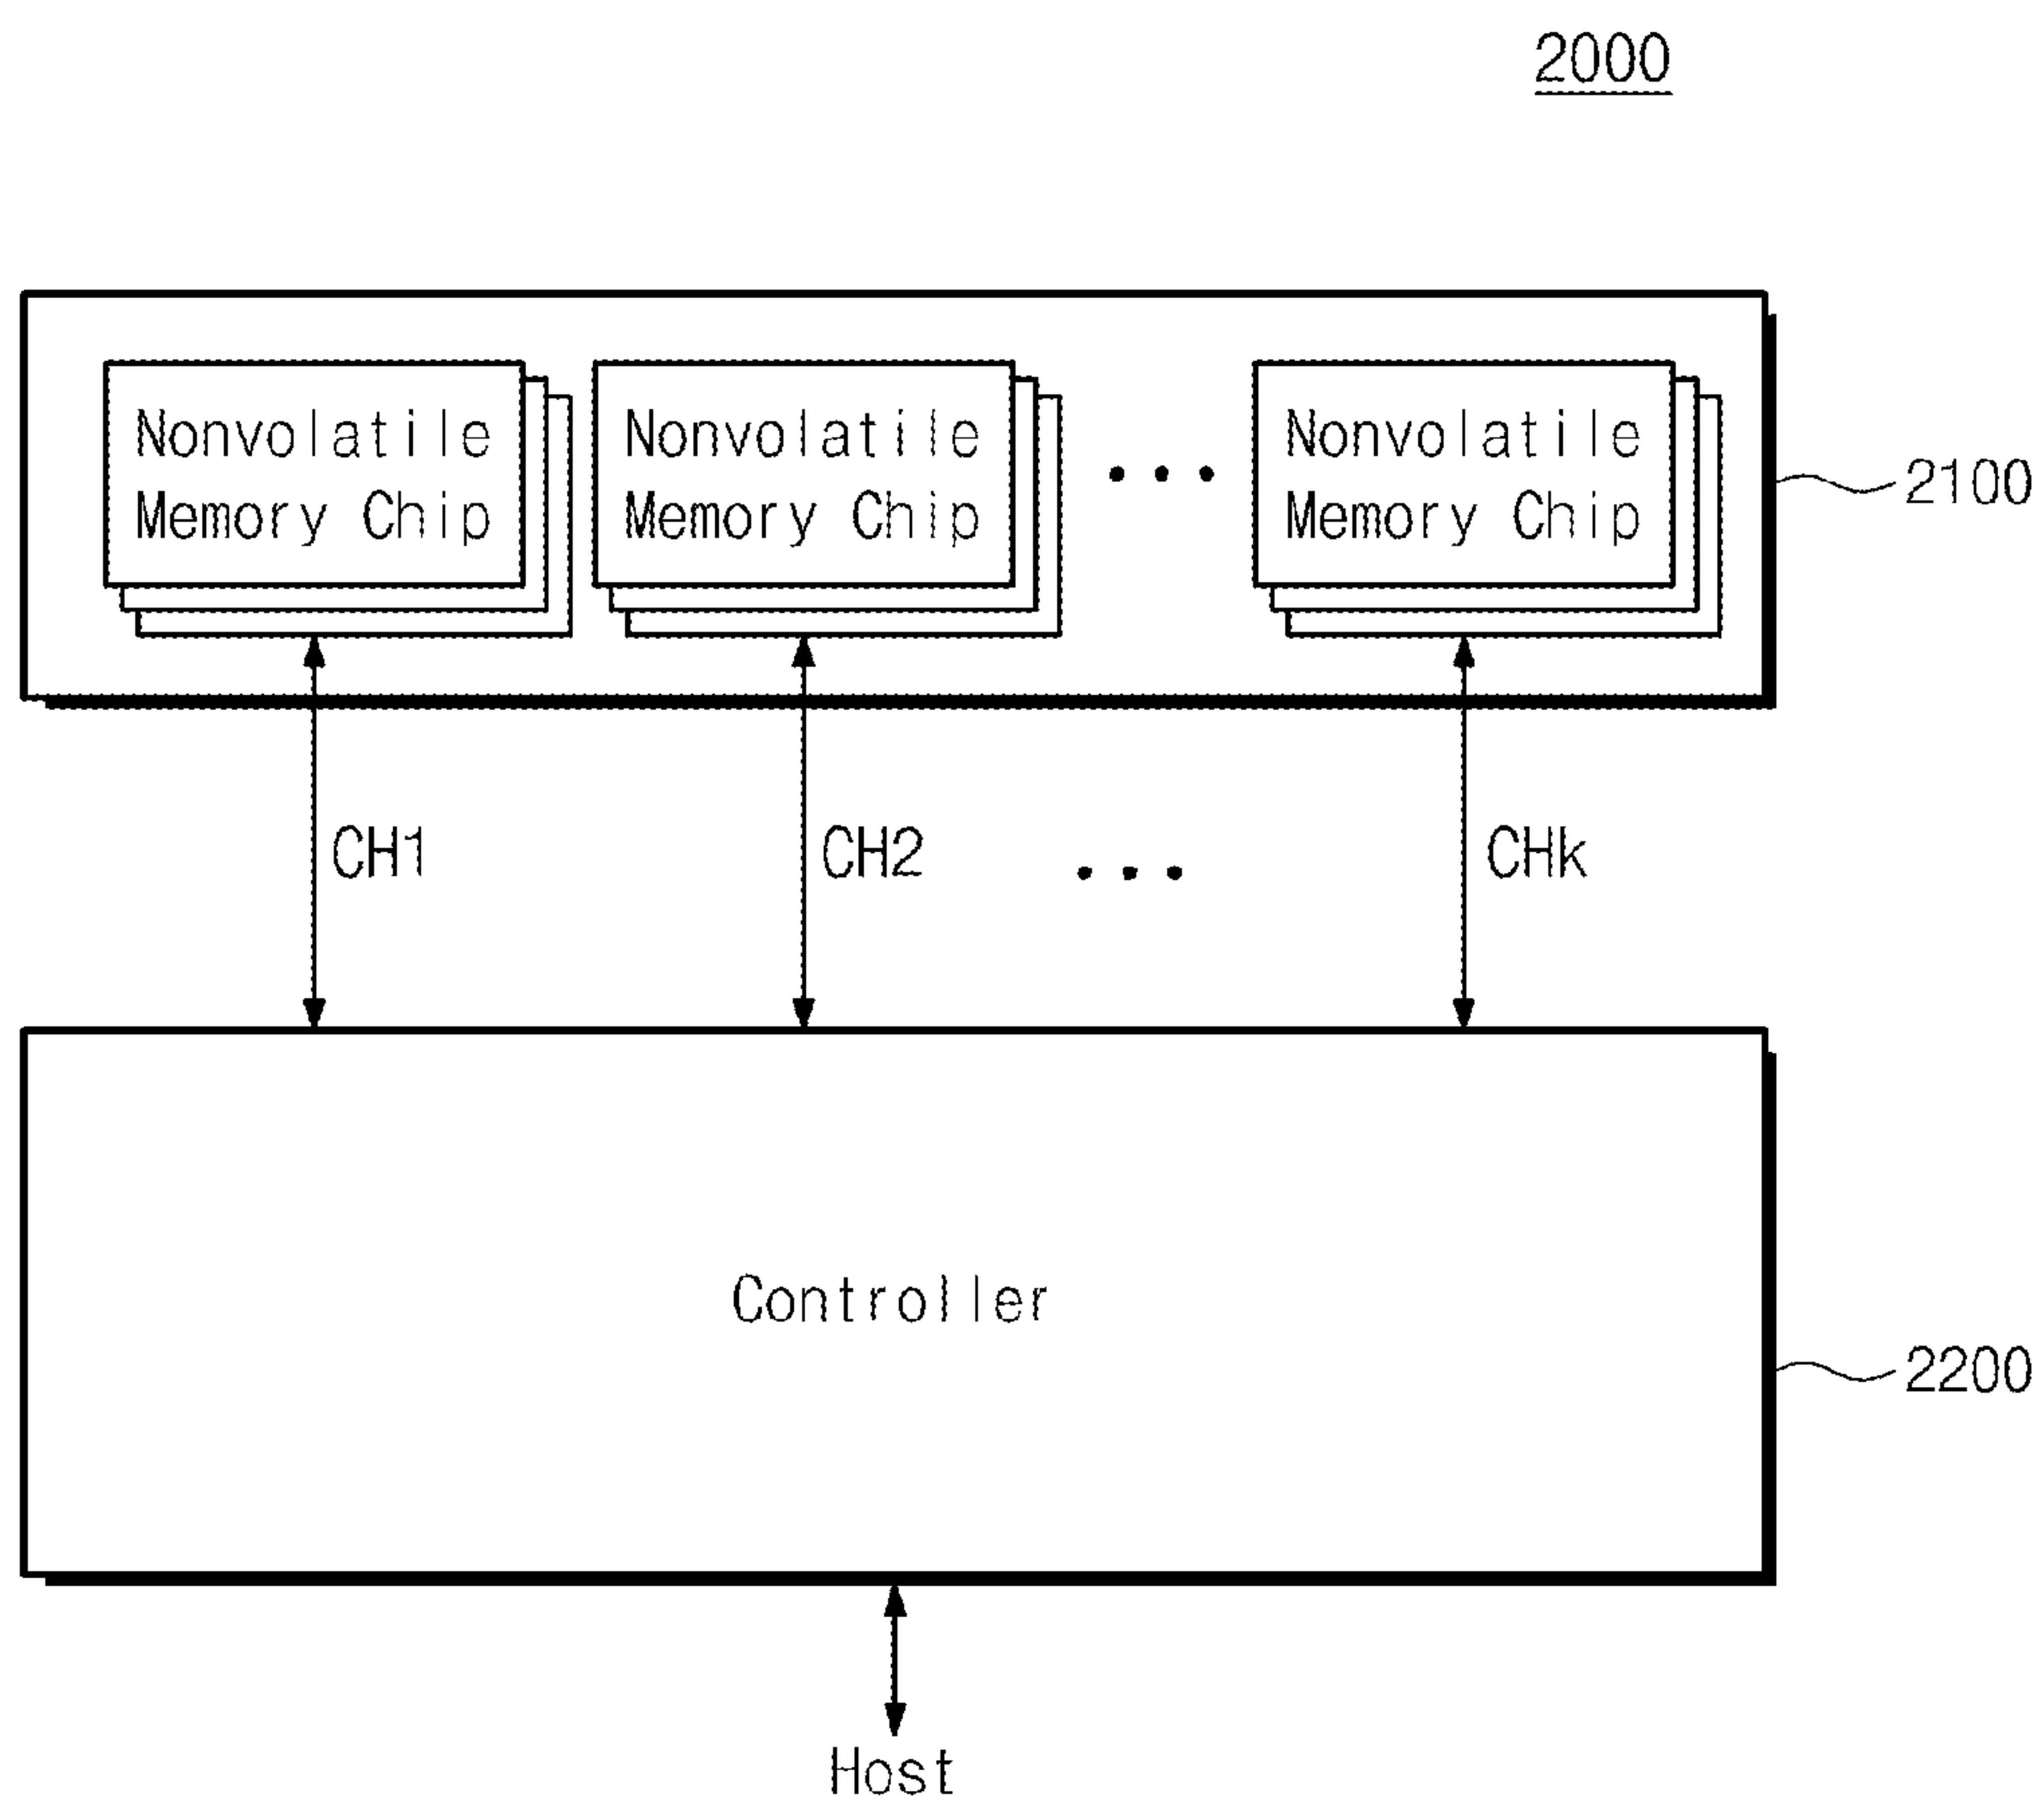 2000
Nonvolatile
Memory Chip
Nonvolatile
Memory Chip
...
Nonvolatile
Memory Chip
2100
CH1
CH2
...
CHk
Controller
2200
Host